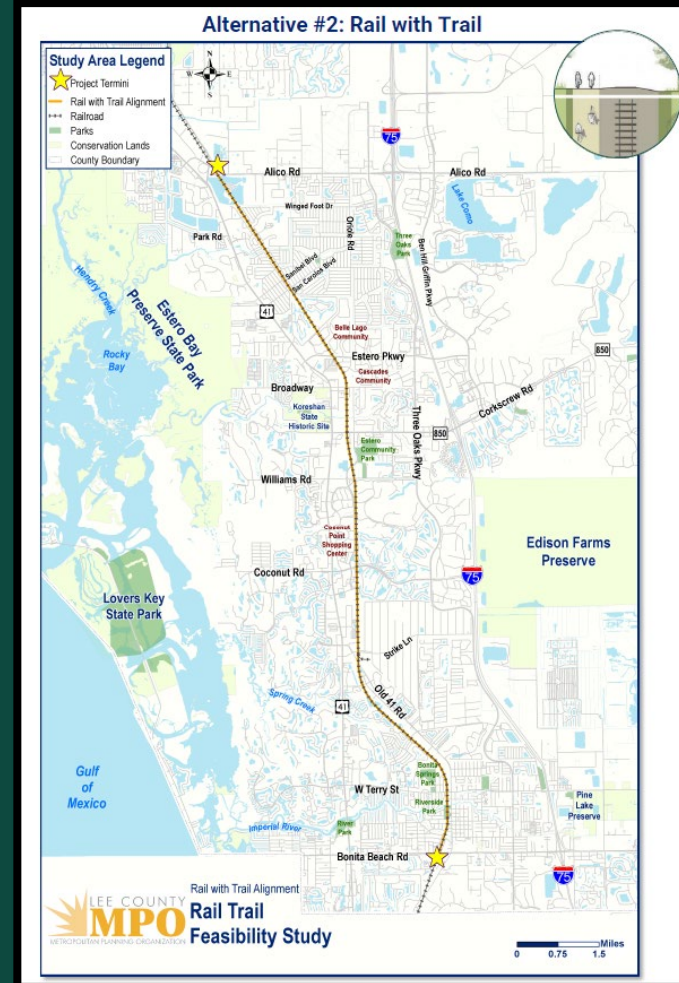 Alternative #2: Rail with Trail
Study Area Legend
Project Termini
Rail with Trail Alignment
Railroad
Parks
Conservation Lands
County Boundary
N
W
E
S
75
Alico Rd
Alico Rd
Lake Como
Winged Foot Dr
Oriole Rd
Park Rd
Three
Oaks
Park
Ben Hill Griffin Pkwy
Sanibel Blvd
San Carlos Blvd
Hendry Creek
41
Estero Bay
Preserve State Park
Belle Lago
Community
Rocky
Bay
Estero Pkwy
850
Cascades
Community
Broadway
Corkscrew Rd
Koreshan
State
Historic Site
Three Oaks Pkwy
850
Estero
Community
Park
Williams Rd
Coconut
Point
Shopping
Center
Edison Farms
Preserve
Coconut Rd
75
Lovers Key
State Park
Strike Ln
Old 41 Rd
Spring Creek
41
Gulf
of
Mexico
Bonita
Springs
Park
W Terry St
Riverside
Park
Pine
Lake
Preserve
Imperial River
River
Park
Bonita Beach Rd
75
Rail with Trail Alignment
LEE COUNTY
MPO
METROPOLITAN PLANNING ORGANIZATION
Rail Trail
Feasibility Study
Miles
0 0.75 1.5